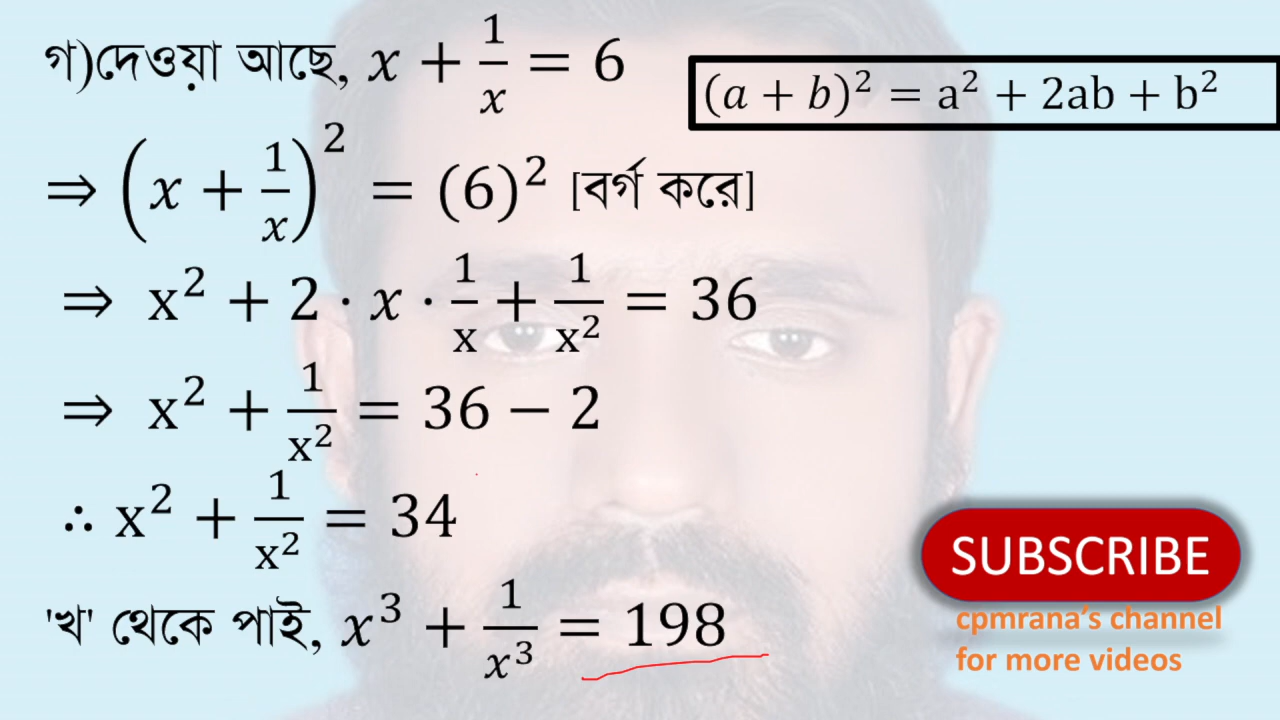 গ)দেওয়া আছে, x + 1/x = 6
(a + b)² = a² + 2ab + b²
⇒ (x + 1/x)² = (6)² [বর্গ করে]
⇒ x² + 2 · x · 1/x + 1/x² = 36
⇒ x² + 1/x² = 36 − 2
∴ x² + 1/x² = 34
'খ' থেকে পাই, x³ + 1/x³ = 198
SUBSCRIBE
cpmrana's channel
for more videos